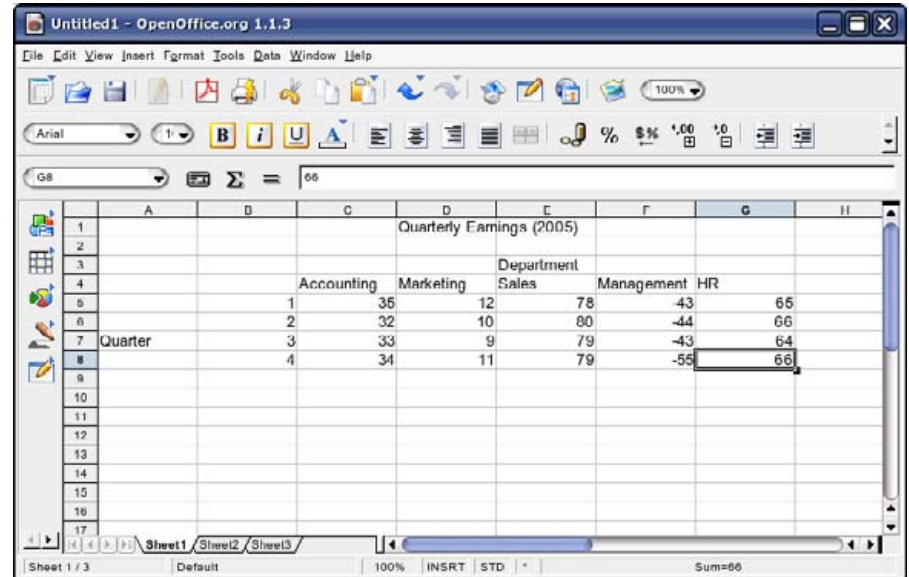 Untitled1 - OpenOffice.org 1.1.3
File Edit View Insert Format Tools Data Window Help
100%
Arial B i U A % $% ,00 ,0
G8 Σ = 66
A B C D E F G H
1 Quarterly Earnings (2005)
2
3 Department
4 Accounting Marketing Sales Management HR
5 1 35 12 78 -43 65
6 2 32 10 80 -44 66
7 Quarter 3 33 9 79 -43 64
8 4 34 11 79 -55 66
9
10
11
12
13
14
15
16
17
Sheet1 Sheet2 Sheet3
Sheet 1 / 3 Default 100% INSRT STD * Sum=66